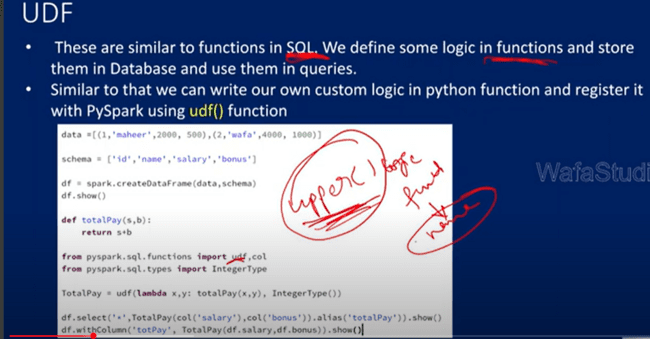 UDF
• These are similar to functions in SQL. We define some logic in functions and store
them in Database and use them in queries.
• Similar to that we can write our own custom logic in python function and register it
with PySpark using udf() function
data =[(1,'maheer',2000, 500),(2,'wafa',4000, 1000)]
schema = ['id','name','salary','bonus']
df = spark.createDataFrame(data,schema)
df.show()
def totalPay(s,b):
return s+b
from pyspark.sql.functions import udf,col
from pyspark.sql.types import IntegerType
TotalPay = udf(lambda x,y: totalPay(x,y), IntegerType())
df.select('*',TotalPay(col('salary'),col('bonus')).alias('totalPay')).show()
df.withColumn('totPay', TotalPay(df.salary,df.bonus)).show()
upper() logic
name
WafaStudi